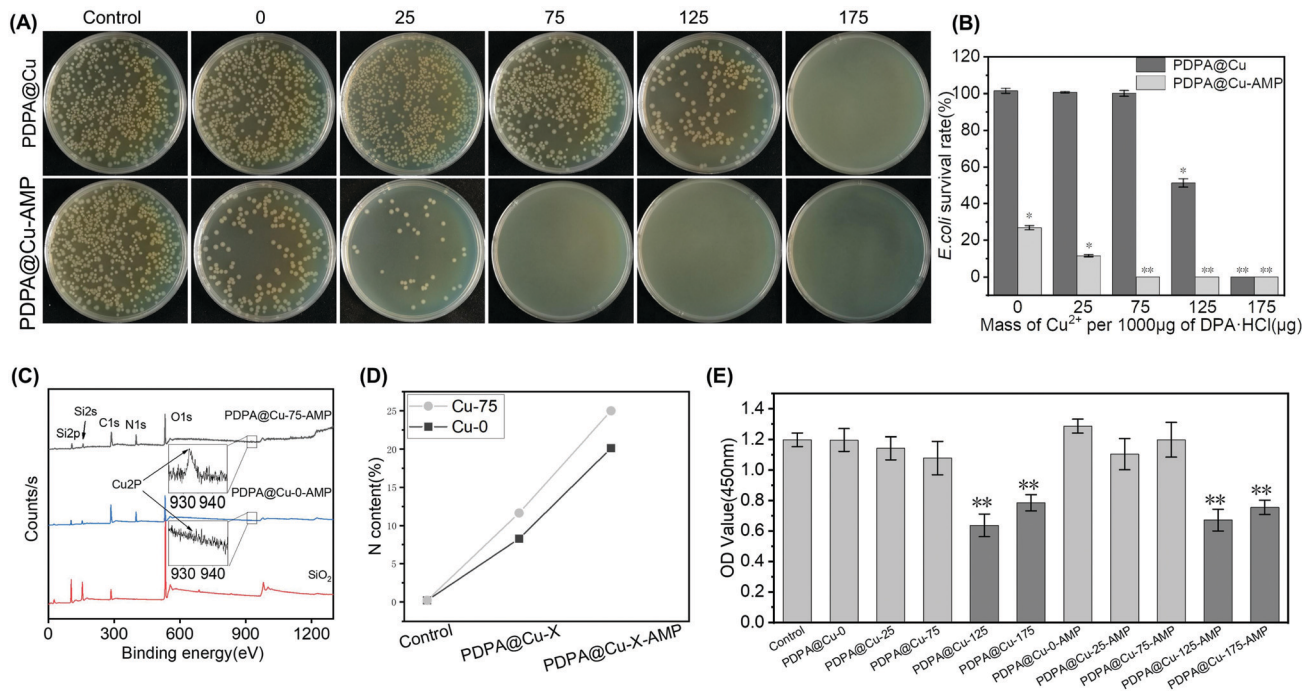 (A)
Control 0 25 75 125 175
PDPA@Cu
PDPA@Cu-AMP
(B)
120
100
80
60
40
20
0
E.coli survival rate(%)
PDPA@Cu
PDPA@Cu-AMP
*
*
**
*
**
**
**
0 25 75 125 175
Mass of Cu²⁺ per 1000μg of DPA·HCl(μg)
(C)
Counts/s
Si2p
Si2s
C1s
N1s
O1s
PDPA@Cu-75-AMP
930 940
Cu2P
PDPA@Cu-0-AMP
930 940
SiO₂
0 300 600 900 1200
Binding energy(eV)
(D)
Cu-75
Cu-0
25
20
15
10
5
0
N content(%)
Control
PDPA@Cu-X
PDPA@Cu-X-AMP
(E)
1.4
1.2
1.0
0.8
0.6
0.4
0.2
0.0
OD Value(450nm)
**
**
**
**
Control
PDPA@Cu-0
PDPA@Cu-25
PDPA@Cu-75
PDPA@Cu-125
PDPA@Cu-175
PDPA@Cu-0-AMP
PDPA@Cu-25-AMP
PDPA@Cu-75-AMP
PDPA@Cu-125-AMP
PDPA@Cu-175-AMP